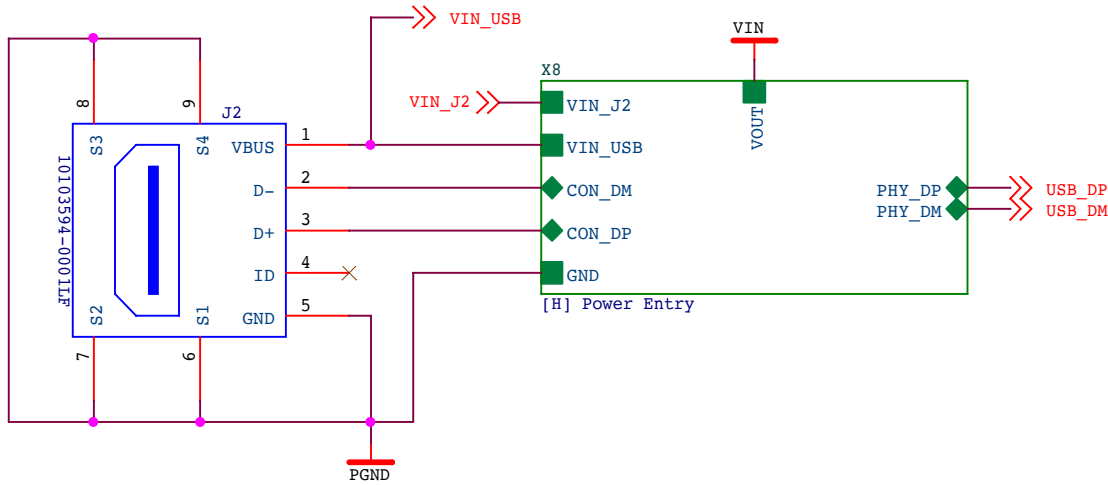 VIN_USB
VIN
X8
8
9
J2
VIN_J2
VIN_J2
VOUT
S3
S4
VBUS
1
VIN_USB
10103594-0001LF
D-
2
CON_DM
PHY_DP
USB_DP
PHY_DM
USB_DM
D+
3
CON_DP
ID
4
GND
S2
S1
GND
5
[H] Power Entry
7
6
PGND